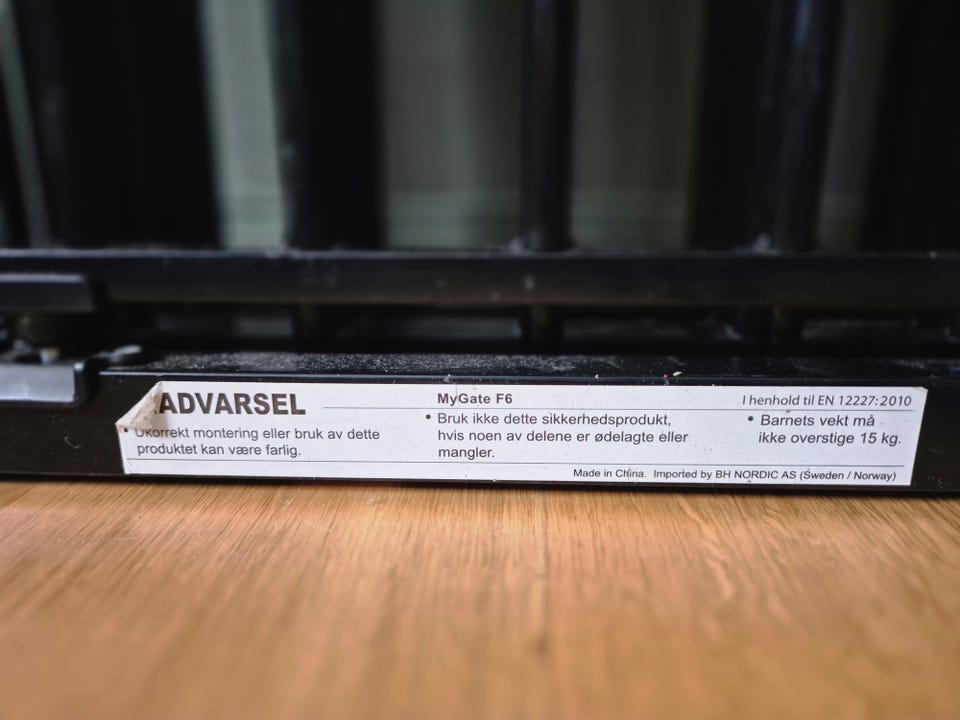 ADVARSEL
Ukorrekt montering eller bruk av dette
produktet kan være farlig.
MyGate F6
• Bruk ikke dette sikkerhedsprodukt,
hvis noen av delene er ødelagte eller
mangler.
I henhold til EN 12227:2010
• Barnets vekt må
ikke overstige 15 kg.
Made in China. Imported by BH NORDIC AS (Sweden / Norway)